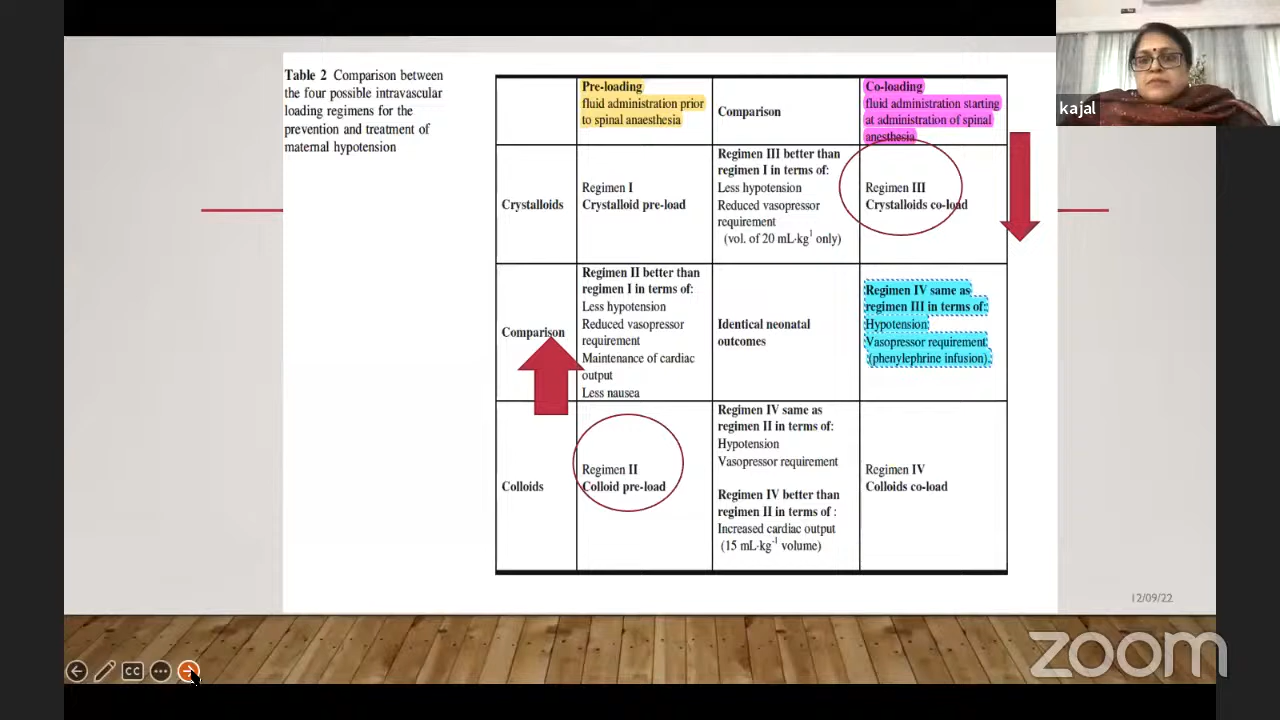 Table 2 Comparison between
the four possible intravascular
loading regimens for the
prevention and treatment of
maternal hypotension
Pre-loading
fluid administration prior
to spinal anaesthesia
Comparison
Co-loading
fluid administration starting
at administration of spinal
anesthesia
Crystalloids
Regimen I
Crystalloid pre-load
Regimen III better than
regimen I in terms of:
Less hypotension
Reduced vasopressor
requirement
(vol. of 20 mL·kg¹ only)
Regimen III
Crystalloids co-load
Comparison
Regimen II better than
regimen I in terms of:
Less hypotension
Reduced vasopressor
requirement
Maintenance of cardiac
output
Less nausea
Identical neonatal
outcomes
Regimen IV same as
regimen III in terms of:
Hypotension
Vasopressor requirement
(phenylephrine infusion).
Colloids
Regimen II
Colloid pre-load
Regimen IV same as
regimen II in terms of:
Hypotension
Vasopressor requirement
Regimen IV better than
regimen II in terms of :
Increased cardiac output
(15 mL·kg⁻¹ volume)
Regimen IV
Colloids co-load
12/09/22
kajal
CC
zoom